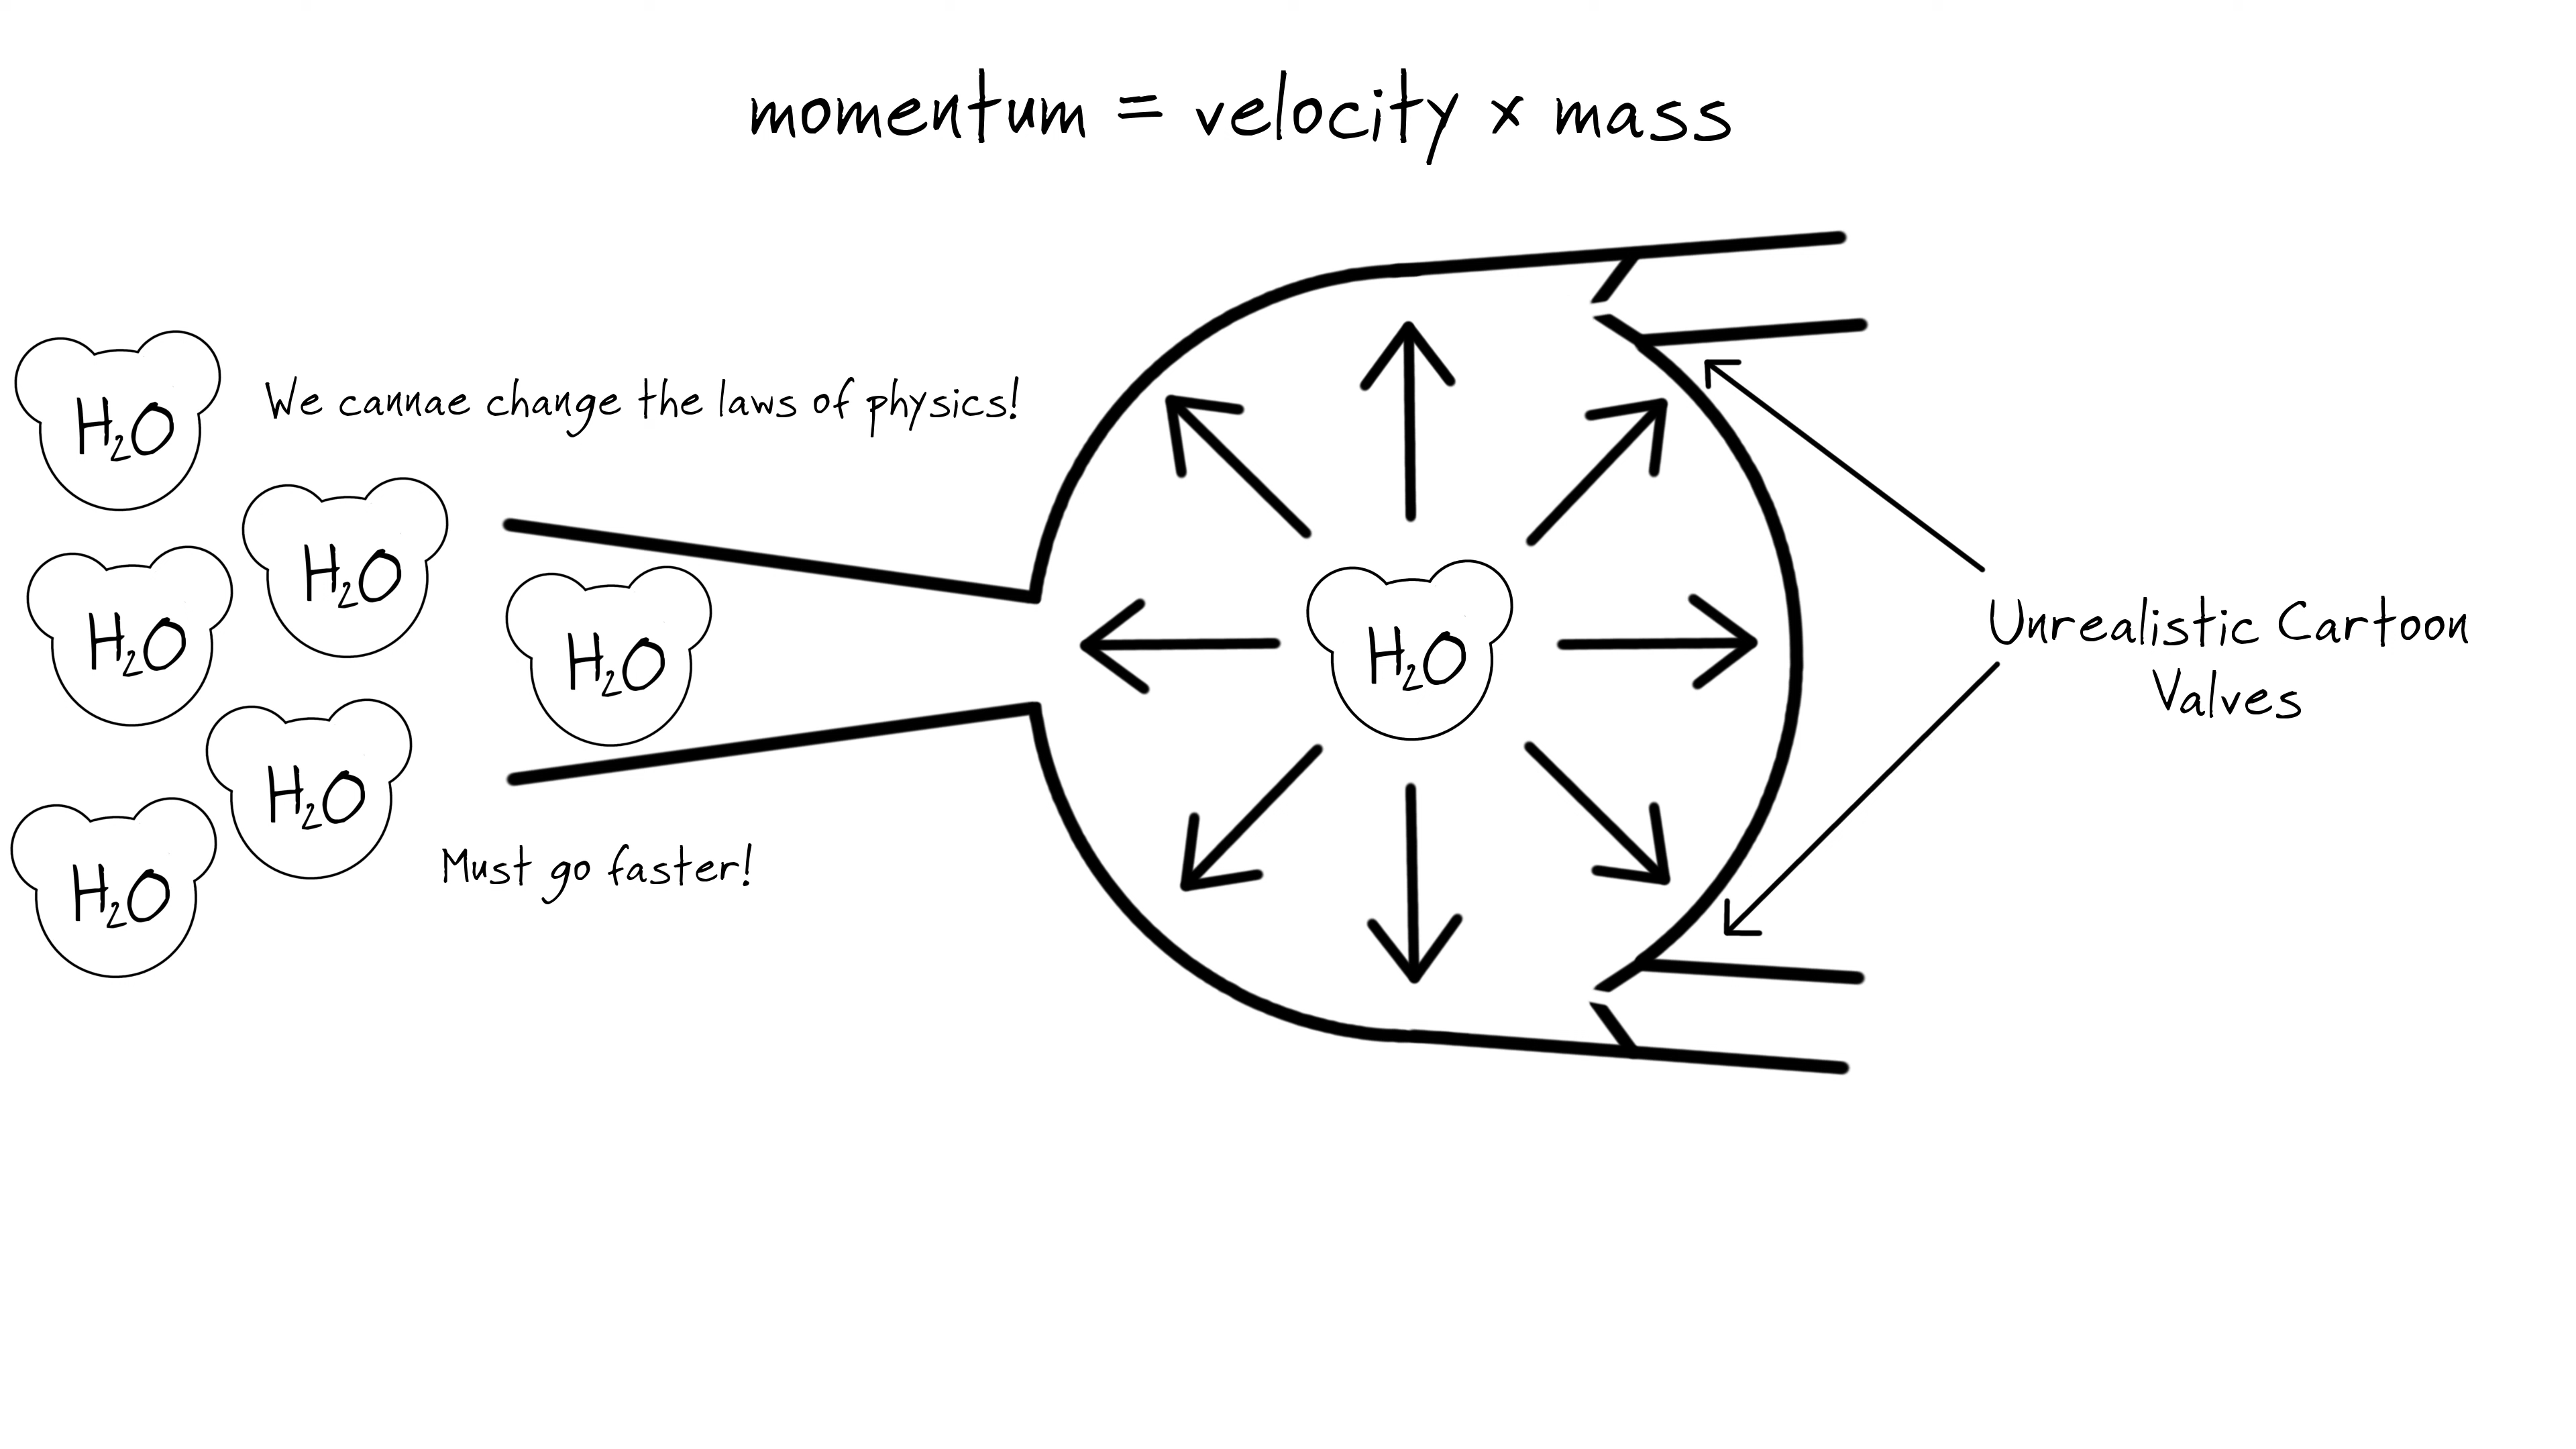 momentum = velocity x mass
We cannae change the laws of physics!
H₂O
H₂O
H₂O
H₂O
H₂O
H₂O
H₂O
Unrealistic Cartoon
Valves
Must go faster!